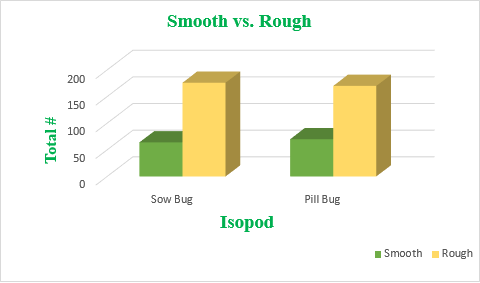 Smooth vs. Rough
200
150
100
50
0
Total #
Sow Bug
Pill Bug
Isopod
Smooth
Rough